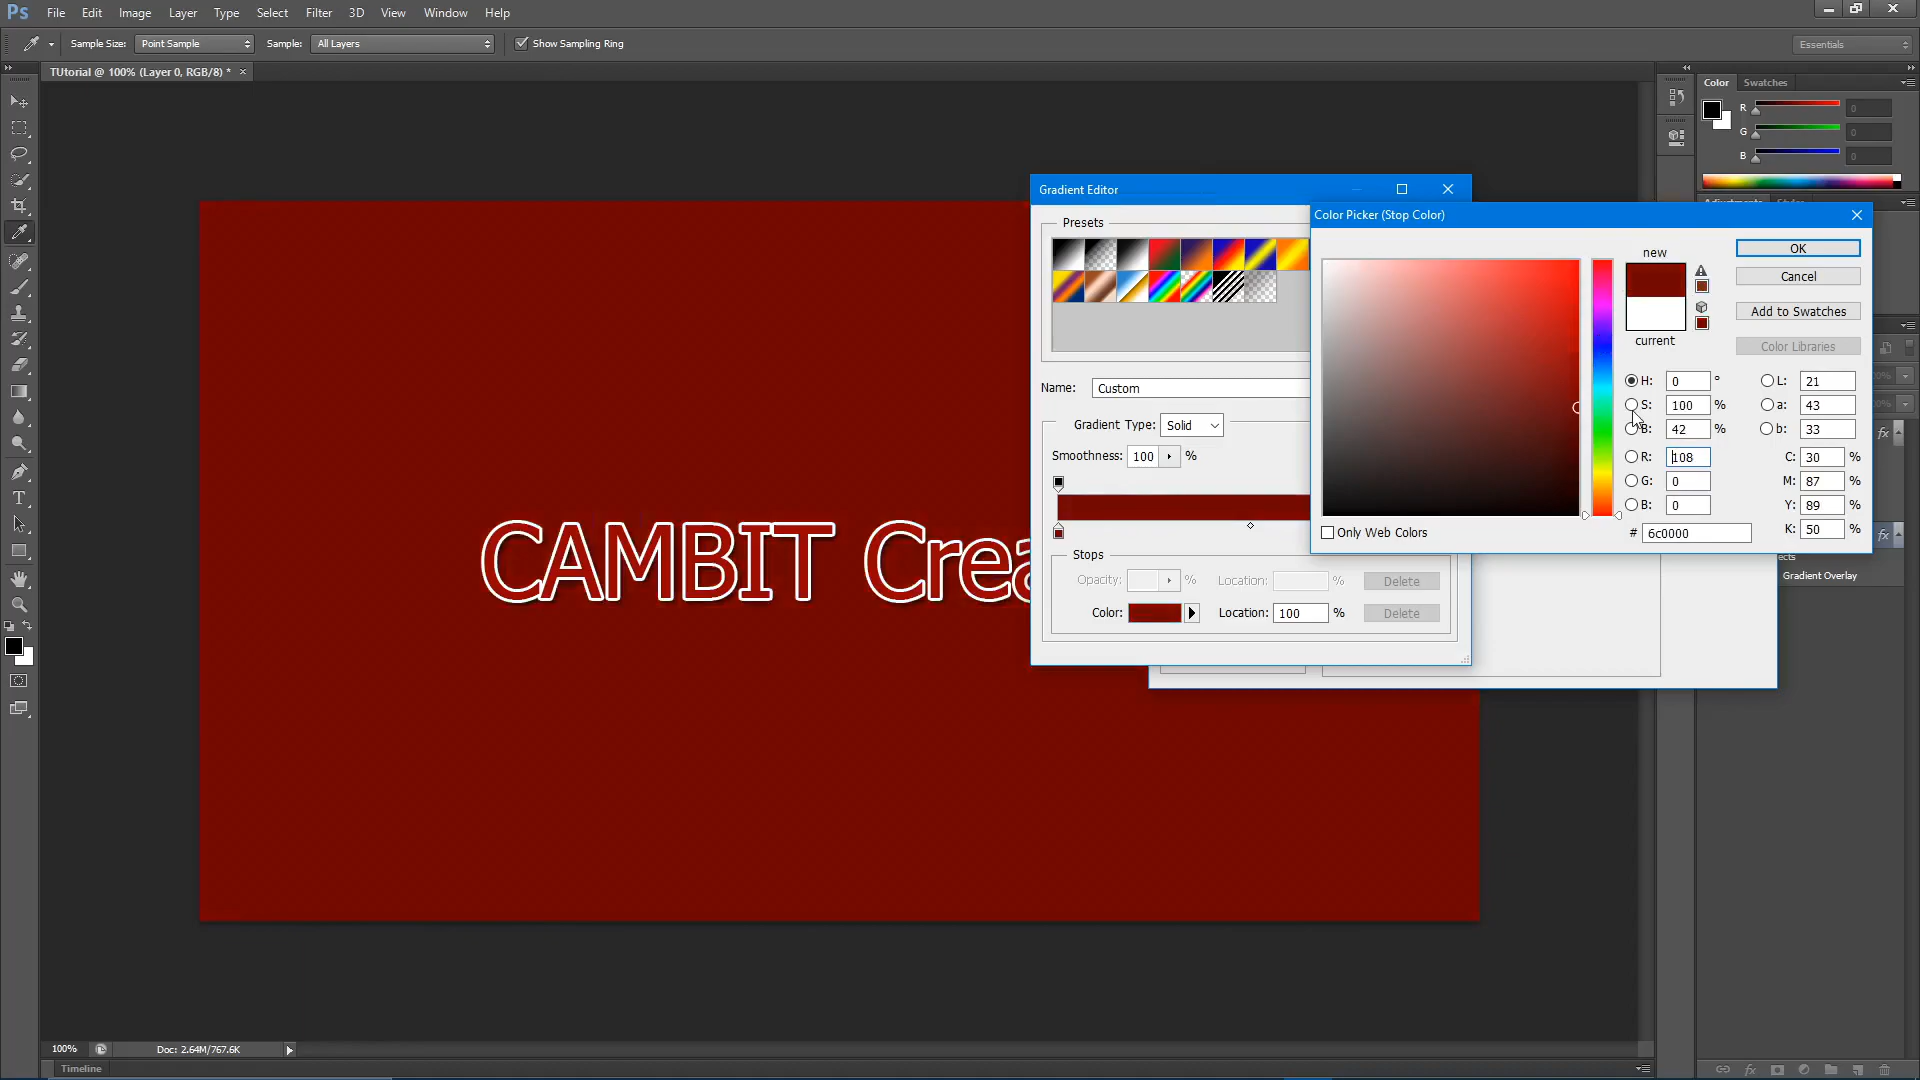 Ps File Edit Image Layer Type Select Filter 3D View Window Help
Sample Size: Point Sample Sample: All Layers Show Sampling Ring Essentials
TUtorial @ 100% (Layer 0, RGB/8) * ×
Color Swatches
R 0
G 0
B 0
Gradient Editor
Presets
Name: Custom
Gradient Type: Solid
Smoothness: 100 %
Stops
Opacity: % Location: % Delete
Color: Location: 100 % Delete
Color Picker (Stop Color)
new
current
OK
Cancel
Add to Swatches
Color Libraries
H: 0 ° L: 21
S: 100 % a: 43
B: 42 % b: 33
R: 108 C: 30 %
G: 0 M: 87 %
B: 0 Y: 89 %
# 6c0000 K: 50 %
Only Web Colors
Gradient Overlay
CAMBIT Crea
100% Doc: 2.64M/767.6K
Timeline